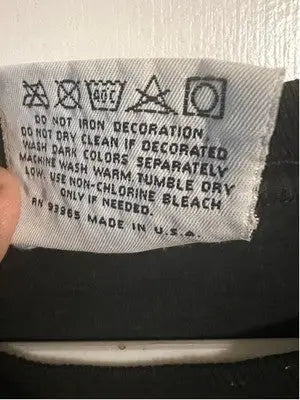 40C
DO NOT IRON DECORATION,
DO NOT DRY CLEAN IF DECORATED
WASH DARK COLORS SEPARATELY
MACHINE WASH WARM, TUMBLE DRY
LOW, USE NON-CHLORINE BLEACH
ONLY IF NEEDED.
RN 93965 MADE IN U.S.A.